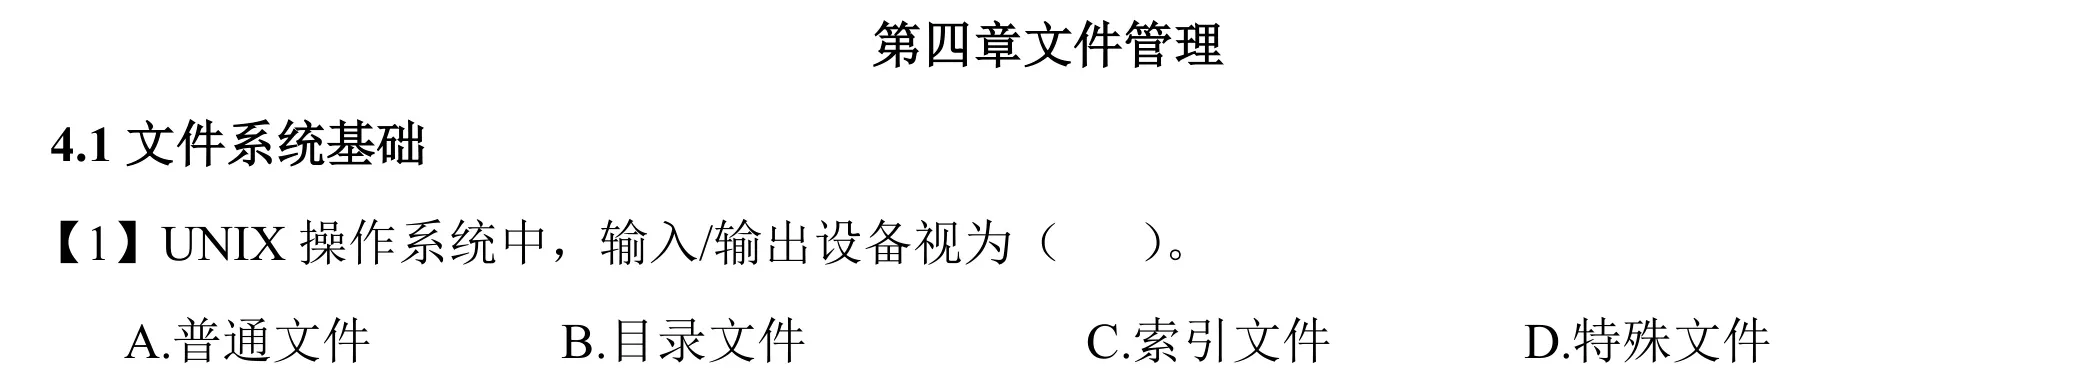 第四章文件管理
4.1 文件系统基础
【1】UNIX 操作系统中，输入/输出设备视为（  ）。
A.普通文件 B.目录文件 C.索引文件 D.特殊文件